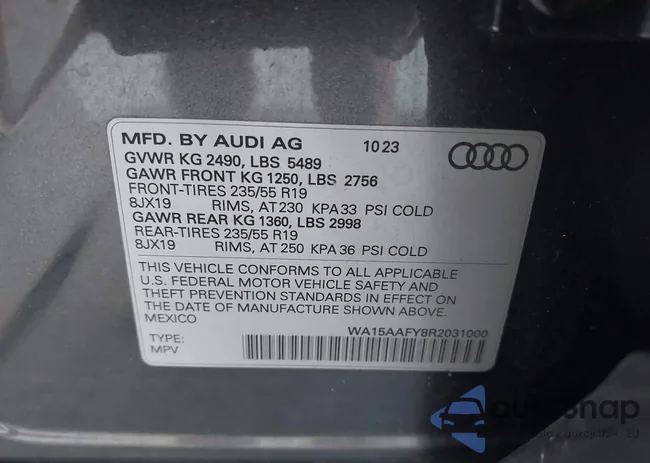 MFD. BY AUDI AG 10 23
GVWR KG 2490, LBS 5489
GAWR FRONT KG 1250, LBS 2756
FRONT-TIRES 235/55 R19
8JX19 RIMS, AT 230 KPA 33 PSI COLD
GAWR REAR KG 1360, LBS 2998
REAR-TIRES 235/55 R19
8JX19 RIMS, AT 250 KPA 36 PSI COLD
THIS VEHICLE CONFORMS TO ALL APPLICABLE
U.S. FEDERAL MOTOR VEHICLE SAFETY AND
THEFT PREVENTION STANDARDS IN EFFECT ON
THE DATE OF MANUFACTURE SHOWN ABOVE.
MEXICO
WA15AAFY8R2031000
TYPE:
MPV